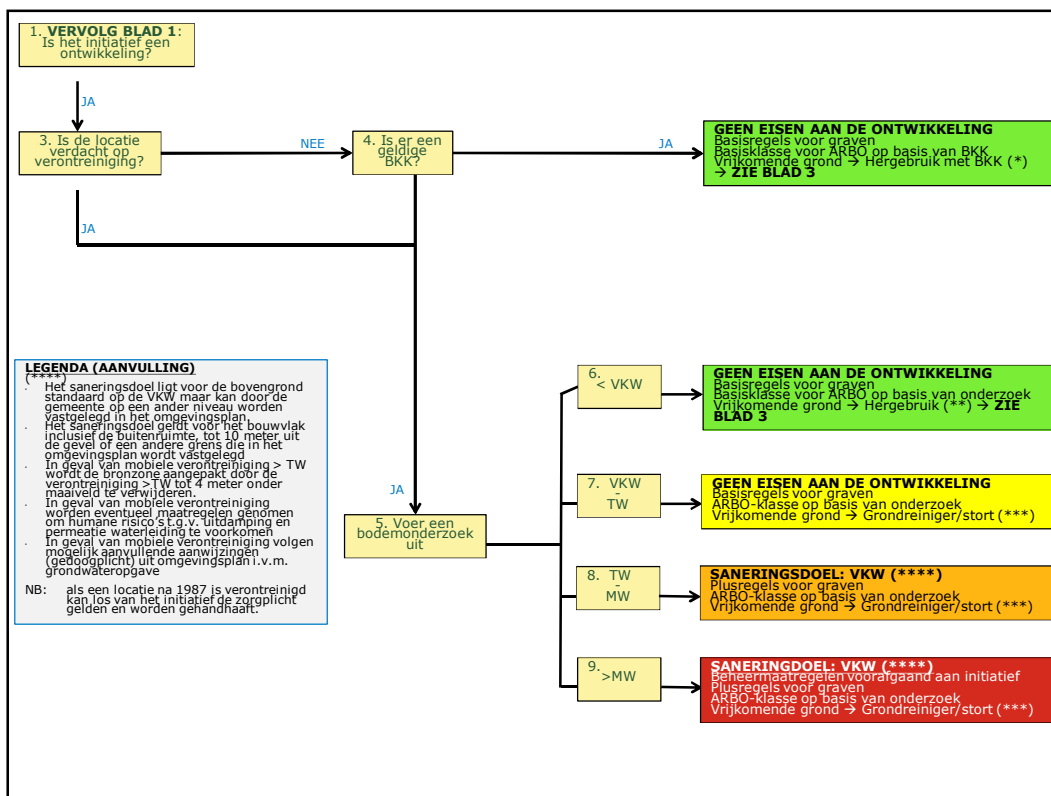 1. VERVOLG BLAD 1:
Is het initiatief een
ontwikkeling?
JA
3. Is de locatie
verdacht op
verontreiniging?
NEE
4. Is er een
geldige
BKK?
JA
GEEN EISEN AAN DE ONTWIKKELING
Basisregels voor graven
Basisklasse voor ARBO op basis van BKK
Vrijkomende grond → Hergebruik met BKK (*)
→ ZIE BLAD 3
JA
LEGENDA (AANVULLING)
(****)
. Het saneringsdoel ligt voor de bovengrond
standaard op de VKW maar kan door de
gemeente op een ander niveau worden
vastgelegd in het omgevingsplan.
. Het saneringsdoel geldt voor het bouwvlak
inclusief de buitenruimte, tot 10 meter uit
de gevel of een andere grens die in het
omgevingsplan wordt vastgelegd
. In geval van mobiele verontreiniging > TW
wordt de bronzone aangepakt door de
verontreiniging >TW tot 4 meter onder
maaiveld te verwijderen.
. In geval van mobiele verontreiniging
worden eventueel maatregelen genomen
om humane risico's t.g.v. uitdamping en
permeatie waterleiding te voorkomen
. In geval van mobiele verontreiniging volgen
mogelijk aanvullende aanwijzingen
(gedoogplicht) uit omgevingsplan i.v.m.
grondwateropgave
NB: als een locatie na 1987 is verontreinigd
kan los van het initiatief de zorgplicht
gelden en worden gehandhaaft.
JA
5. Voer een
bodemonderzoek
uit
6.
< VKW
GEEN EISEN AAN DE ONTWIKKELING
Basisregels voor graven
Basisklasse voor ARBO op basis van onderzoek
Vrijkomende grond → Hergebruik (**) → ZIE
BLAD 3
7. VKW
-
TW
GEEN EISEN AAN DE ONTWIKKELING
Basisregels voor graven
ARBO-klasse op basis van onderzoek
Vrijkomende grond → Grondreiniger/stort (***)
8. TW
-
MW
SANERINGSDOEL: VKW (****)
Plusregels voor graven
ARBO-klasse op basis van onderzoek
Vrijkomende grond → Grondreiniger/stort (***)
9.
>MW
SANERINGDOEL: VKW (****)
Beheermaatregelen voorafgaand aan initiatief
Plusregels voor graven
ARBO-klasse op basis van onderzoek
Vrijkomende grond → Grondreiniger/stort (***)